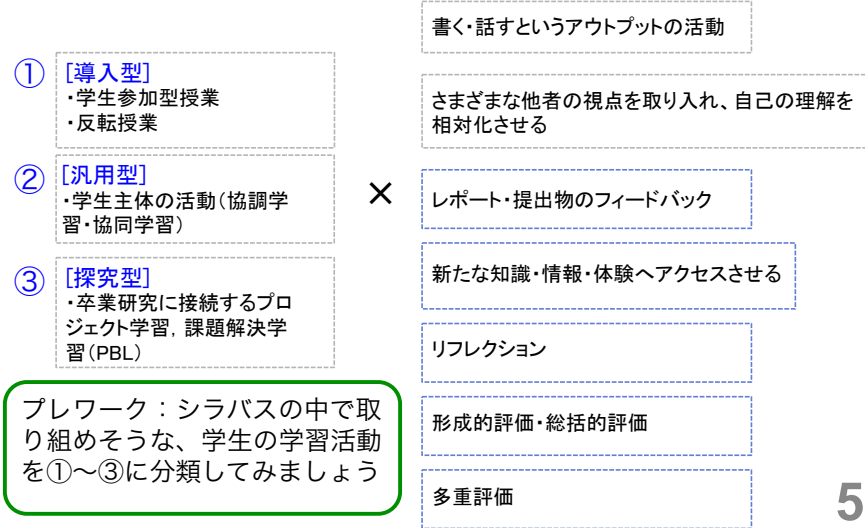 ①
[導入型]
・学生参加型授業
・反転授業
②
[汎用型]
・学生主体の活動(協調学
習・協同学習)
③
[探究型]
・卒業研究に接続するプロ
ジェクト学習, 課題解決学
習(PBL)
プレワーク：シラバスの中で取
り組めそうな、学生の学習活動
を①～③に分類してみましょう
×
書く・話すというアウトプットの活動
さまざまな他者の視点を取り入れ、自己の理解を
相対化させる
レポート・提出物のフィードバック
新たな知識・情報・体験へアクセスさせる
リフレクション
形成的評価・総括的評価
多重評価
5